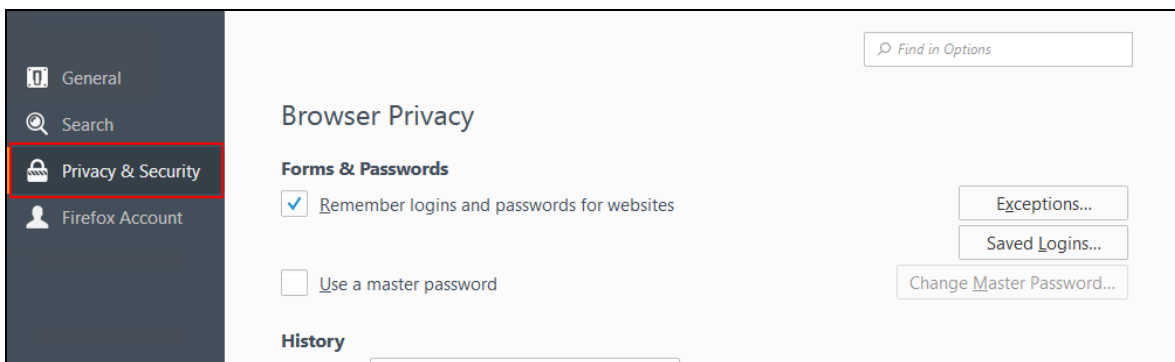 Find in Options
General
Search
Privacy & Security
Firefox Account
Browser Privacy
Forms & Passwords
Remember logins and passwords for websites
Exceptions...
Saved Logins...
Use a master password
Change Master Password...
History